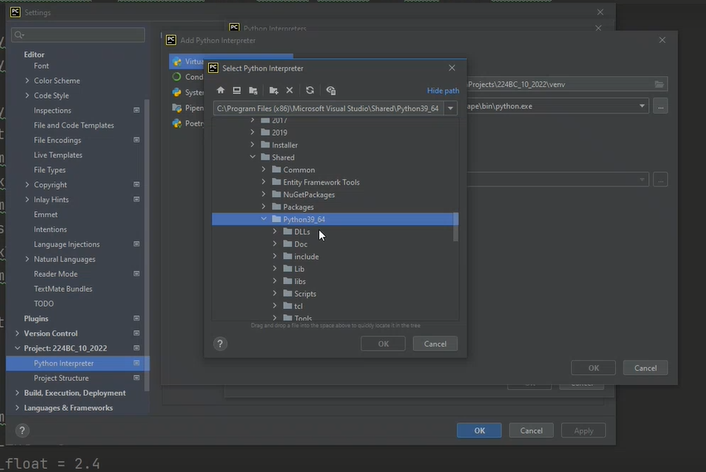 Settings
Editor
Font
Color Scheme
Code Style
Inspections
File and Code Templates
File Encodings
Live Templates
File Types
Copyright
Inlay Hints
Emmet
Intentions
Language Injections
Natural Languages
Reader Mode
TextMate Bundles
TODO
Plugins
Version Control
Project: 224BC_10_2022
Python Interpreter
Project Structure
Build, Execution, Deployment
Languages & Frameworks
?
OK
Cancel
Apply
_float = 2.4
Python Interpreters
Add Python Interpreter
Virtu
Cond
Syste
Pipen
Poetr
Projects\224BC_10_2022\venv
ape\bin\python.exe
...
OK
Cancel
Select Python Interpreter
Hide path
C:\Program Files (x86)\Microsoft Visual Studio\Shared\Python39_64
2017
2019
Installer
Shared
Common
Entity Framework Tools
NuGetPackages
Packages
Python39_64
DLLs
Doc
include
Lib
libs
Scripts
tcl
Tools
Drag and drop a file into the space above to quickly locate it in the tree
?
OK
Cancel